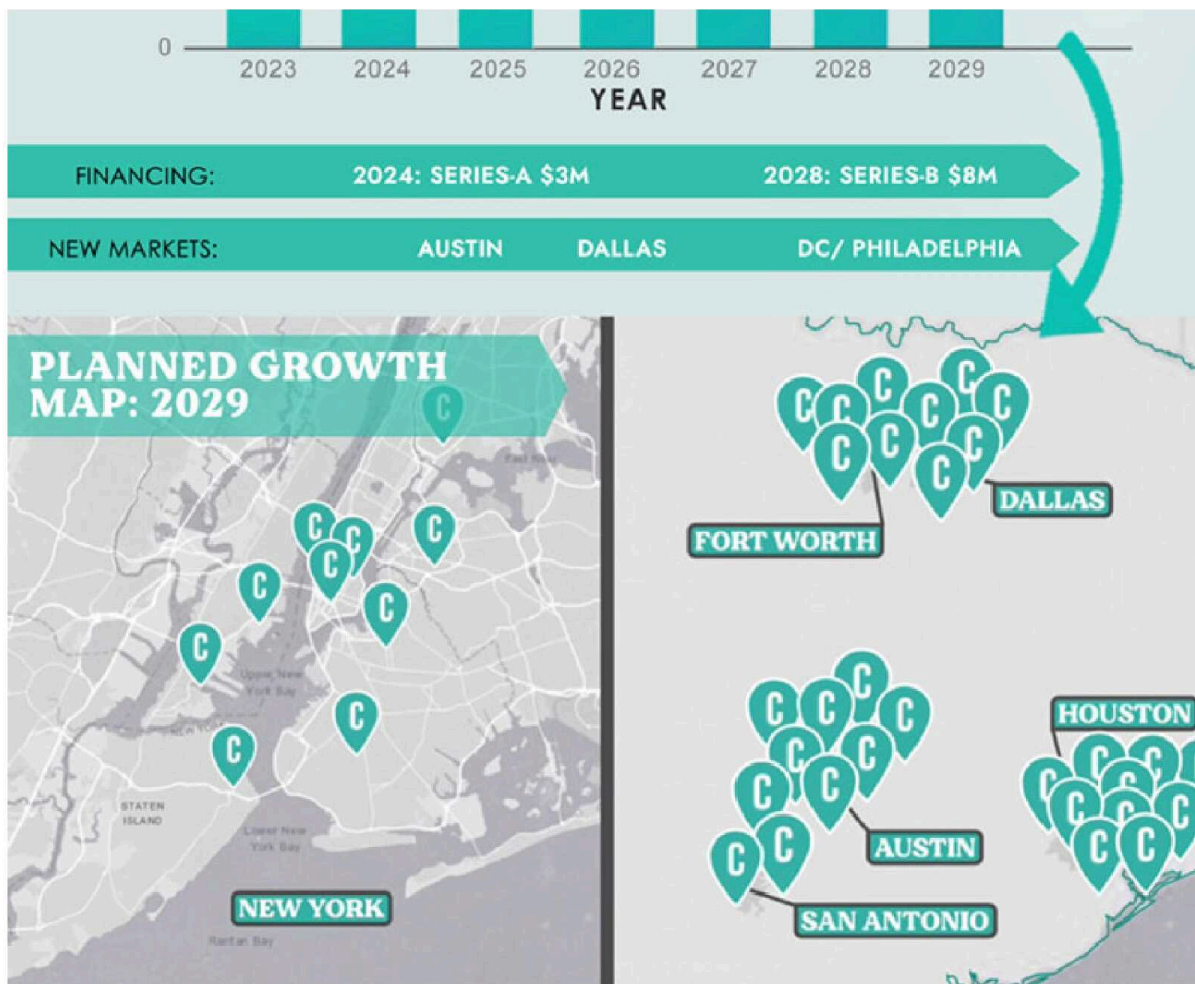 0
2023 2024 2025 2026 2027 2028 2029
YEAR
FINANCING: 2024: SERIES-A $3M 2028: SERIES-B $8M
NEW MARKETS: AUSTIN DALLAS DC/ PHILADELPHIA
PLANNED GROWTH
MAP: 2029
C
C
C
C
C
C
C
C
C
C
Upper New
York Bay
NEW YORK
STATEN
ISLAND
Lower New
York Bay
NEW YORK
Raritan Bay
C
C
C
C
C
C
C
C
C
C
DALLAS
FORT WORTH
C
C
C
C
C
C
C
C
C
C
AUSTIN
SAN ANTONIO
HOUSTON
C
C
C
C
C
C
C
C
C